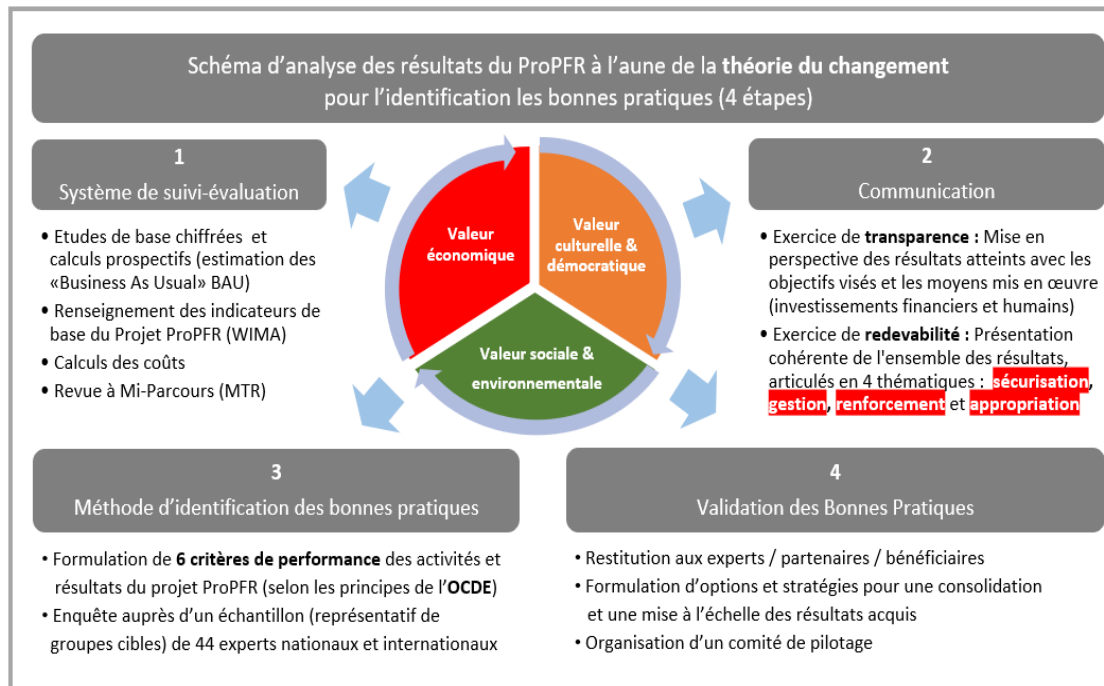 Schéma d'analyse des résultats du ProPFR à l'aune de la théorie du changement
pour l'identification les bonnes pratiques (4 étapes)
1
Système de suivi-évaluation
• Etudes de base chiffrées et
calculs prospectifs (estimation des
«Business As Usual» BAU)
• Renseignement des indicateurs de
base du Projet ProPFR (WIMA)
• Calculs des coûts
• Revue à Mi-Parcours (MTR)
Valeur
économique
Valeur
culturelle &
démocratique
Valeur sociale &
environnementale
2
Communication
• Exercice de transparence : Mise en
perspective des résultats atteints avec les
objectifs visés et les moyens mis en œuvre
(investissements financiers et humains)
• Exercice de redevabilité : Présentation
cohérente de l'ensemble des résultats,
articulés en 4 thématiques : sécurisation,
gestion, renforcement et appropriation
3
Méthode d'identification des bonnes pratiques
• Formulation de 6 critères de performance des activités et
résultats du projet ProPFR (selon les principes de l'OCDE)
• Enquête auprès d'un échantillon (représentatif de
groupes cibles) de 44 experts nationaux et internationaux
4
Validation des Bonnes Pratiques
• Restitution aux experts / partenaires / bénéficiaires
• Formulation d'options et stratégies pour une consolidation
et une mise à l'échelle des résultats acquis
• Organisation d'un comité de pilotage